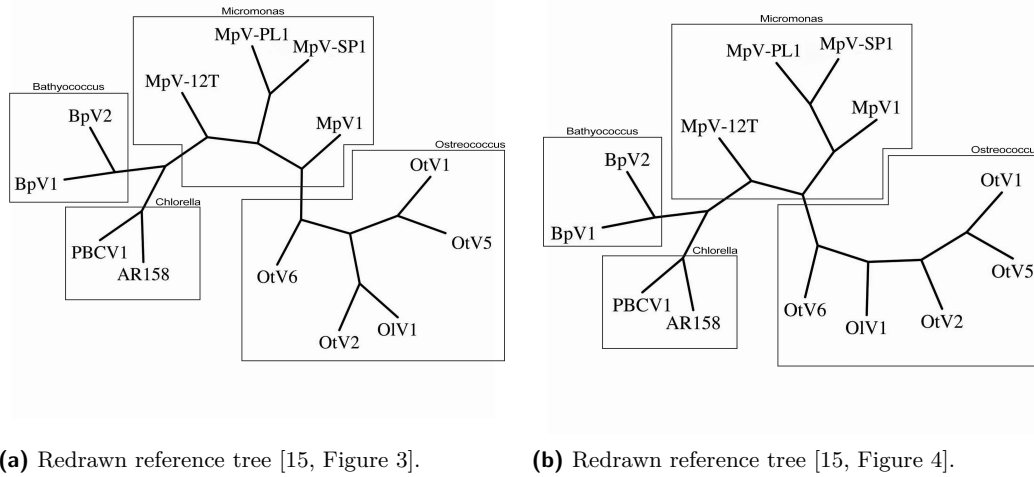 Micromonas
MpV-PL1
MpV-SP1
MpV-12T
Bathyococcus
BpV2
MpV1
Ostreococcus
OtV1
BpV1
Chlorella
PBCV1
AR158
OtV5
OtV6
OlV1
OtV2
(a) Redrawn reference tree [15, Figure 3].
Micromonas
MpV-PL1
MpV-SP1
MpV1
MpV-12T
Bathyococcus
BpV2
Ostreococcu
OtV1
BpV1
Chlorella
OtV5
PBCV1
AR158
OtV6
OlV1
OtV2
(b) Redrawn reference tree [15, Figure 4].